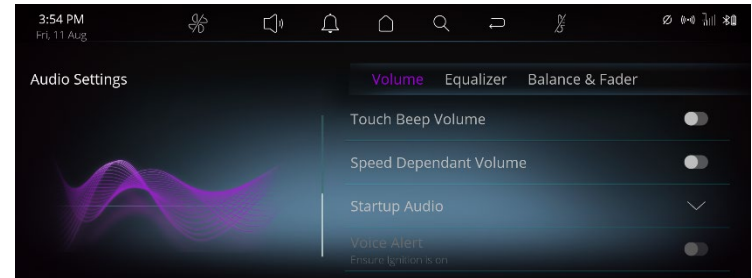 3:54 PM
Fri, 11 Aug
Audio Settings
Volume Equalizer Balance & Fader
Touch Beep Volume
Speed Dependant Volume
Startup Audio
Voice Alert
Ensure Ignition is on